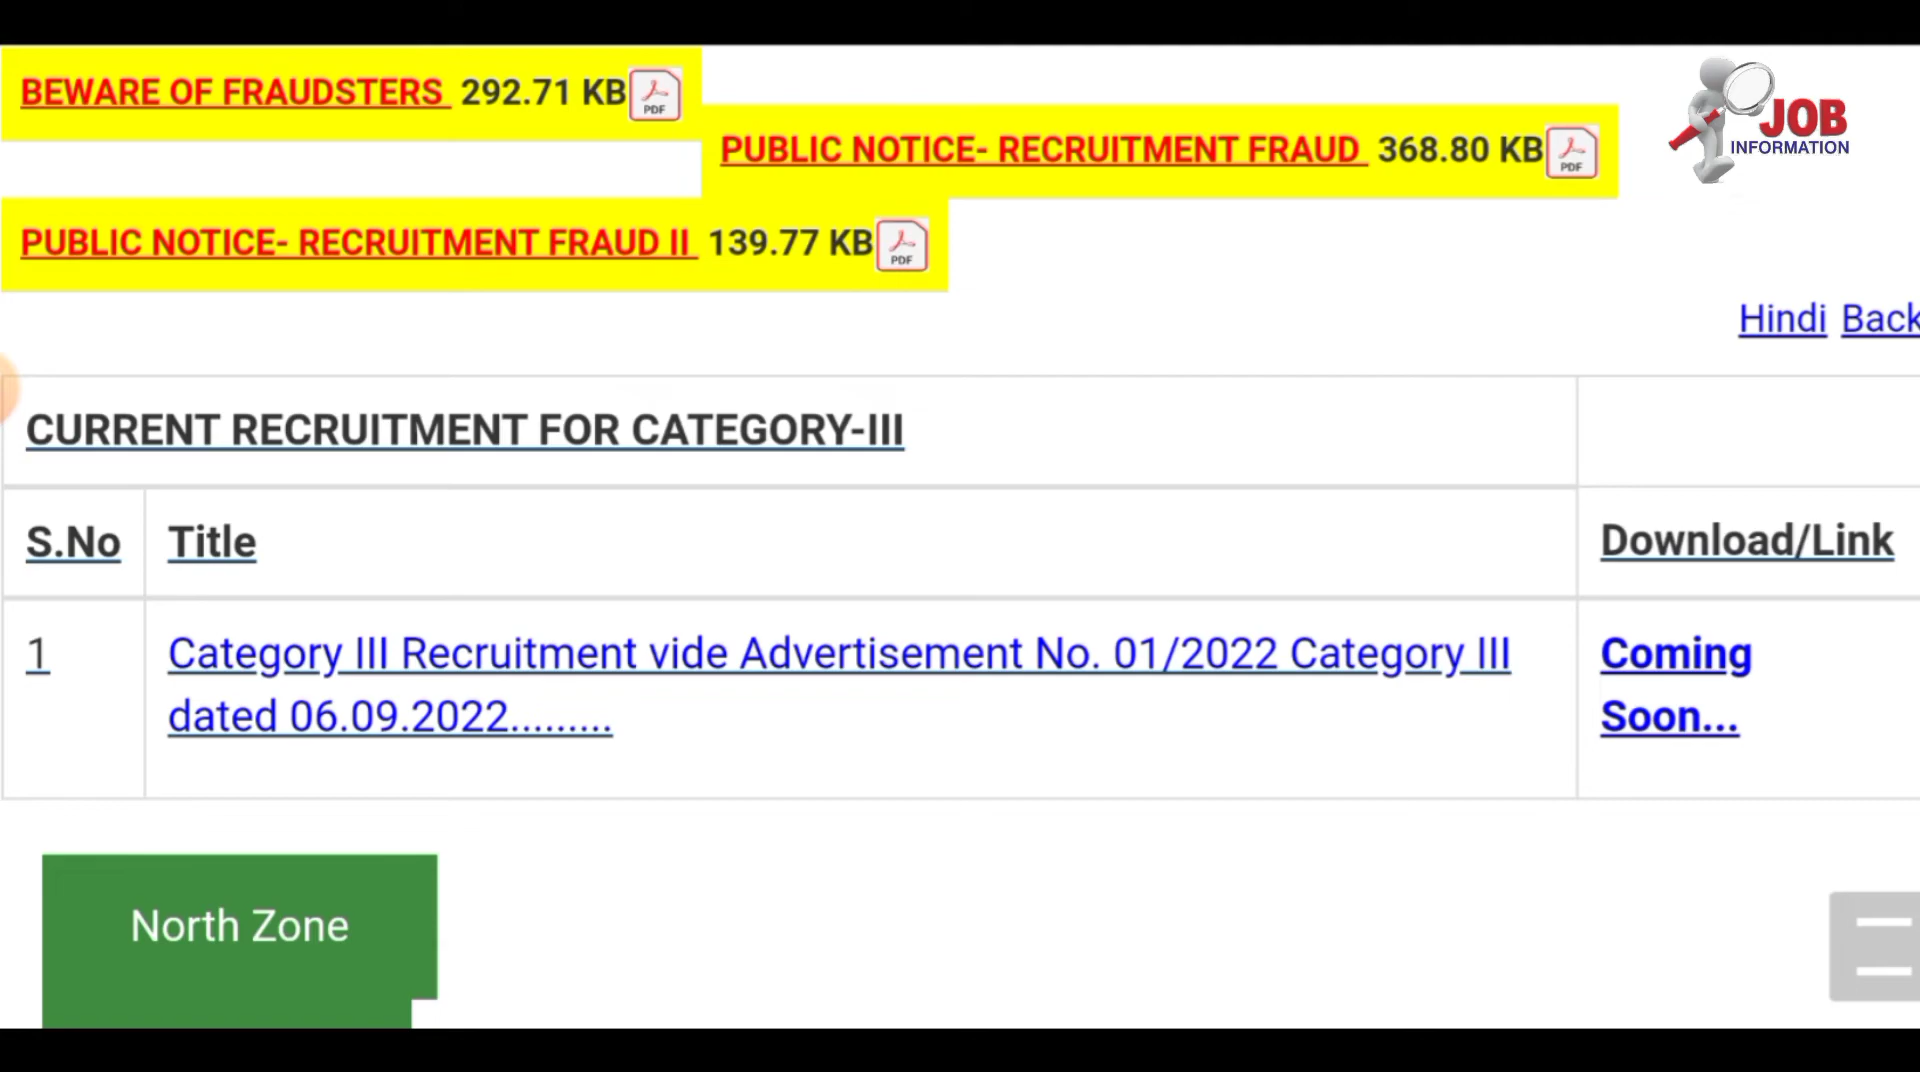 BEWARE OF FRAUDSTERS 292.71 KB
PDF
PUBLIC NOTICE- RECRUITMENT FRAUD 368.80 KB
PDF
JOB
INFORMATION
PUBLIC NOTICE- RECRUITMENT FRAUD II 139.77 KB
PDF
Hindi Back
CURRENT RECRUITMENT FOR CATEGORY-III
S.No Title Download/Link
1 Category III Recruitment vide Advertisement No. 01/2022 Category III Coming
dated 06.09.2022......... Soon...
North Zone